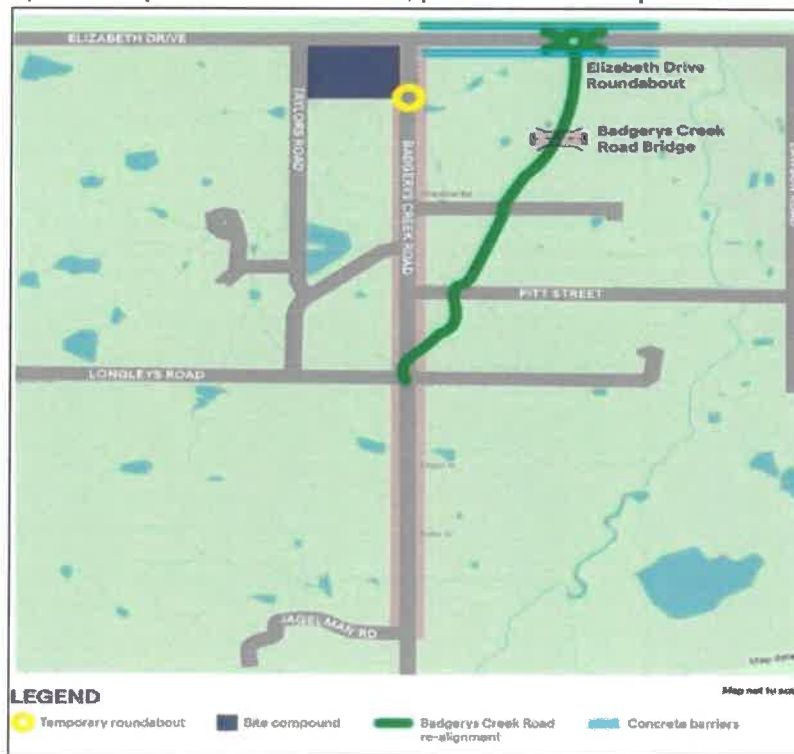 ELIZABETH DRIVE
Elizabeth Drive
Roundabout
TAYLORS ROAD
BADGERYS CREEK ROAD
Badgerys Creek
Road Bridge
PITT STREET
LONGLEYS ROAD
JAGELMAN RD
Map not to
LEGEND
Temporary roundabout
Site compound
Badgerys Creek Road
re-alignment
Concrete barriers